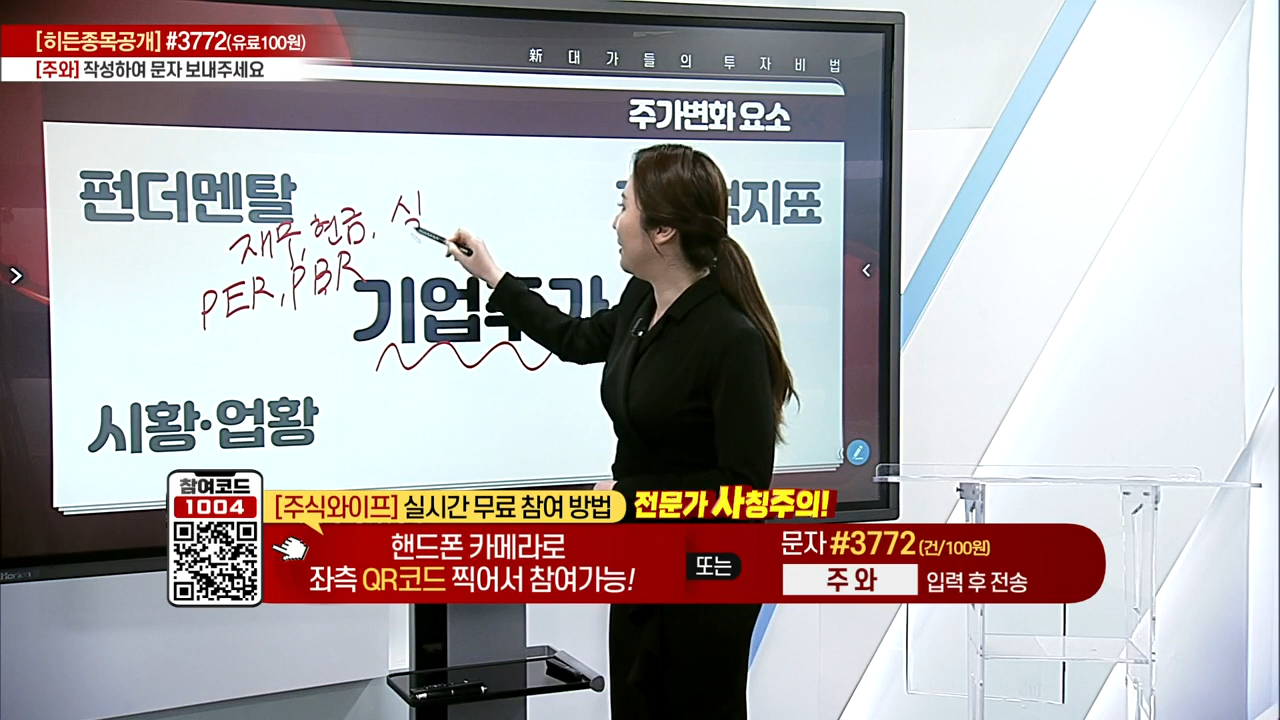 [히든종목공개] #3772(유료100원)
[주와] 작성하여 문자 보내주세요
新 대 가 들 의 투 자 비 법
주가변화 요소
펀더멘탈
지표
재무, 현금.
PER, PBR
기업주가
시황·업황
참여코드
1004
[주식와이프] 실시간 무료 참여 방법
전문가 사칭주의!
핸드폰 카메라로
좌측 QR코드 찍어서 참여가능!
또는
문자 #3772 (건/100원)
주 와 입력 후 전송